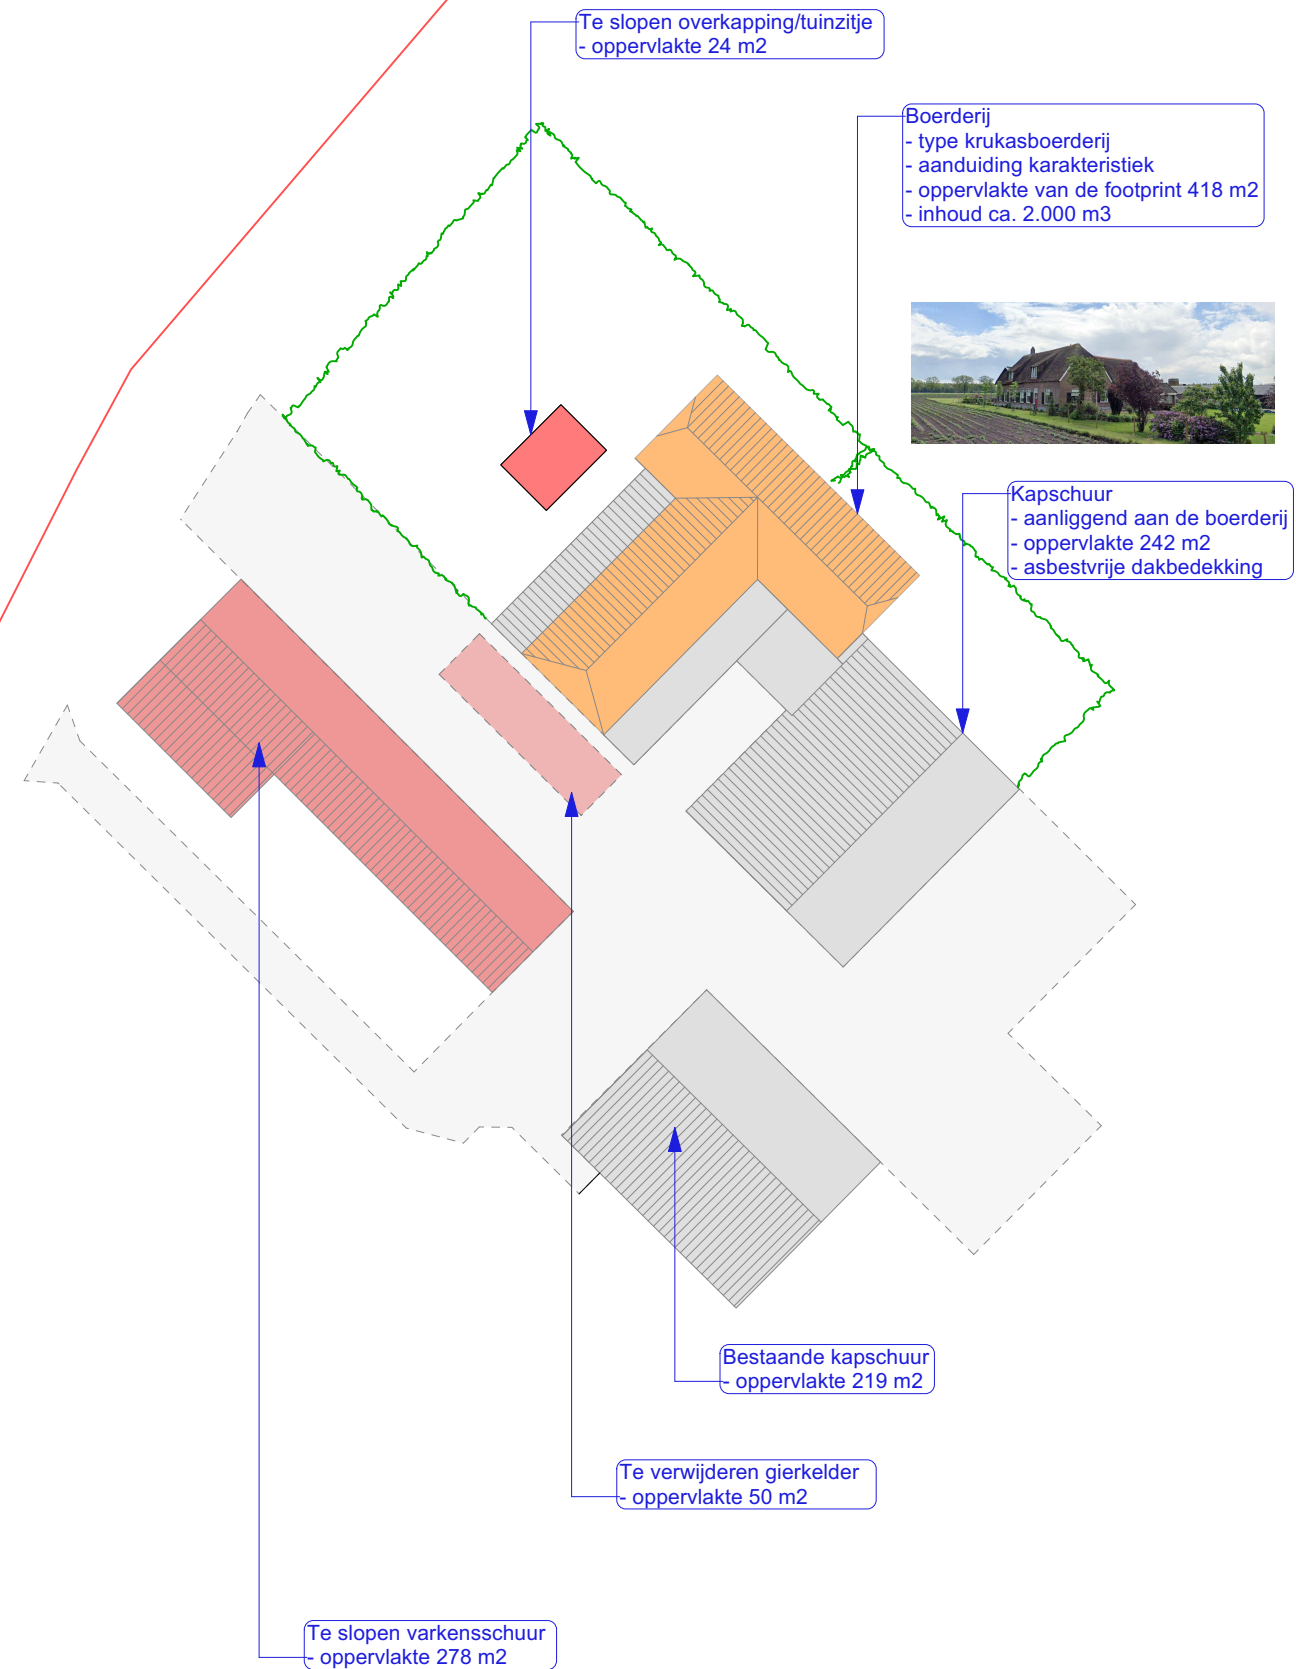 Te slopen overkapping/tuinzitje
- oppervlakte 24 m2
Boerderij
- type krukasboerderij
- aanduiding karakteristiek
- oppervlakte van de footprint 418 m2
- inhoud ca. 2.000 m3
Kapschuur
- aanliggend aan de boerderij
- oppervlakte 242 m2
- asbestvrije dakbedekking
Bestaande kapschuur
- oppervlakte 219 m2
Te verwijderen gierkelder
- oppervlakte 50 m2
Te slopen varkensschuur
- oppervlakte 278 m2